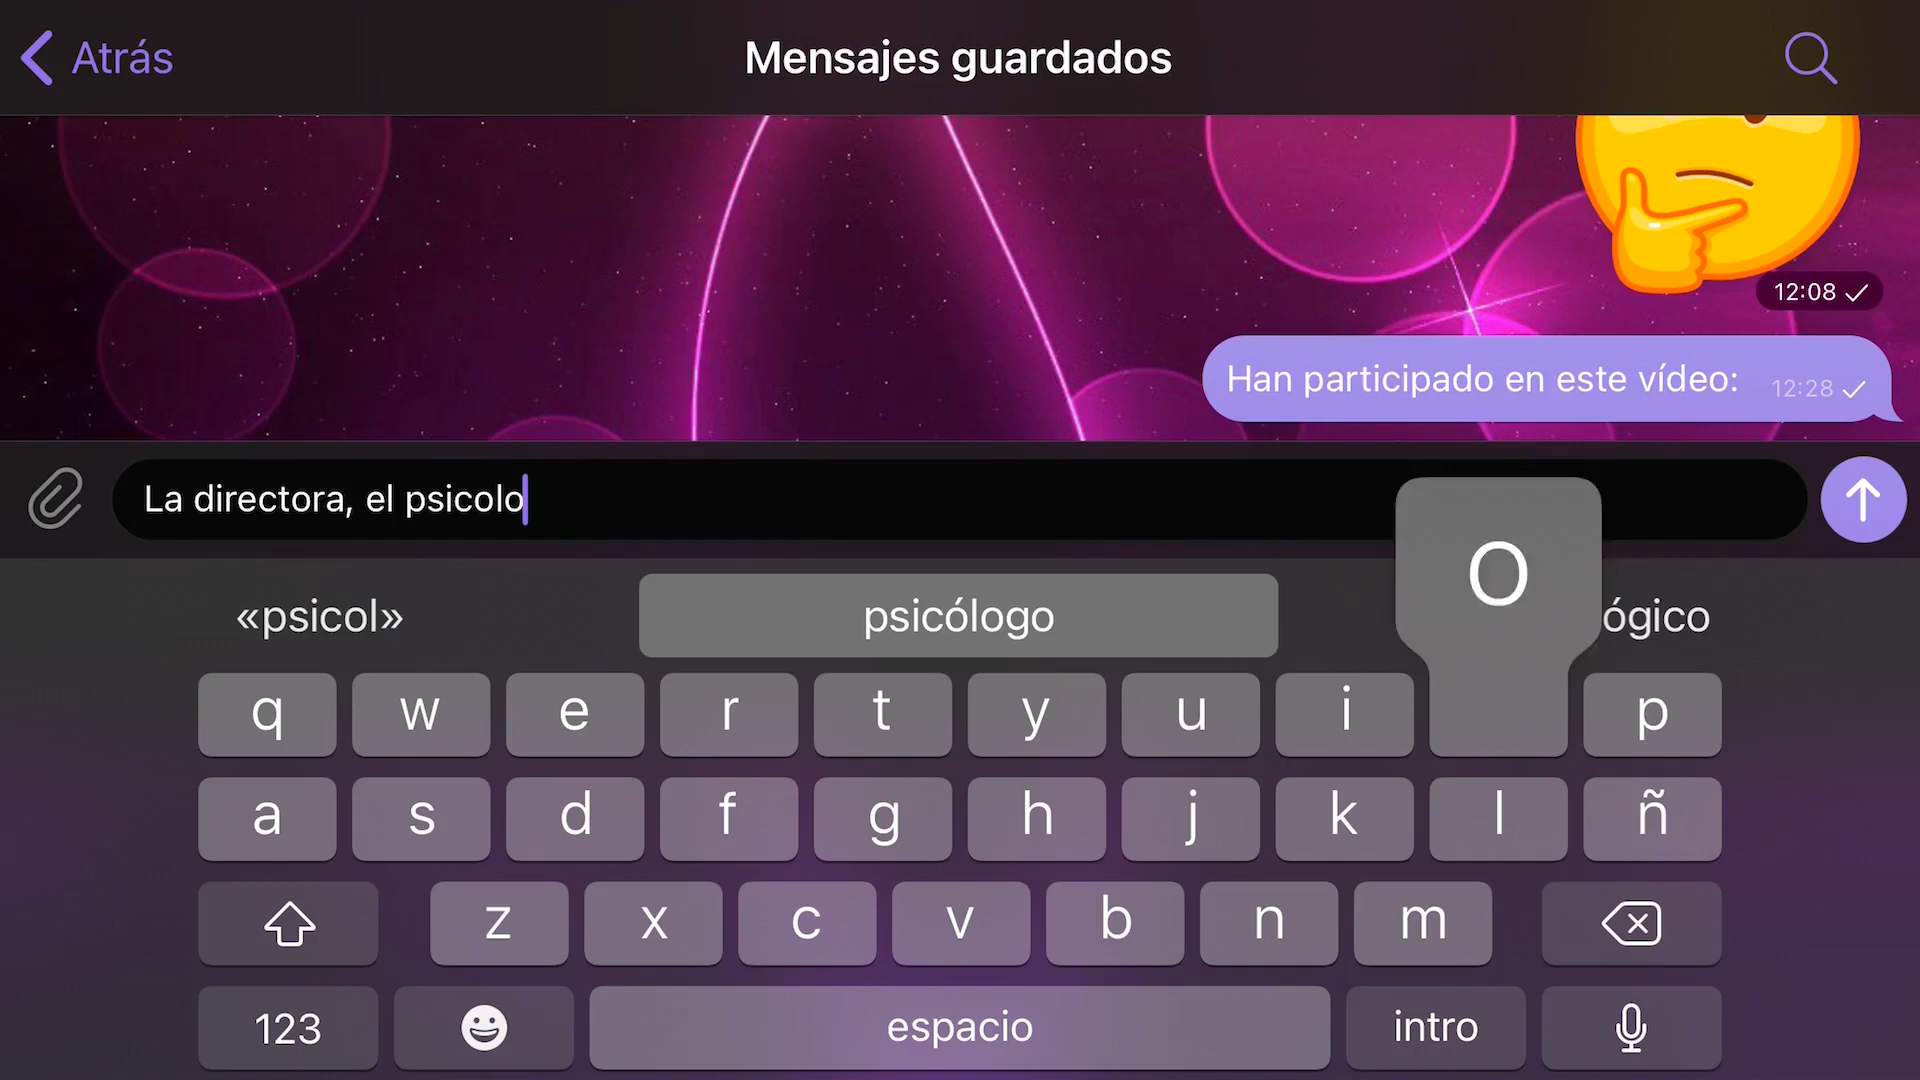 Atrás
Mensajes guardados
12:08
Han participado en este vídeo:
12:28
La directora, el psicolo
O
«psicol»
psicólogo
ógico
q w e r t y u i p
a s d f g h j k l ñ
z x c v b n m
123
espacio
intro